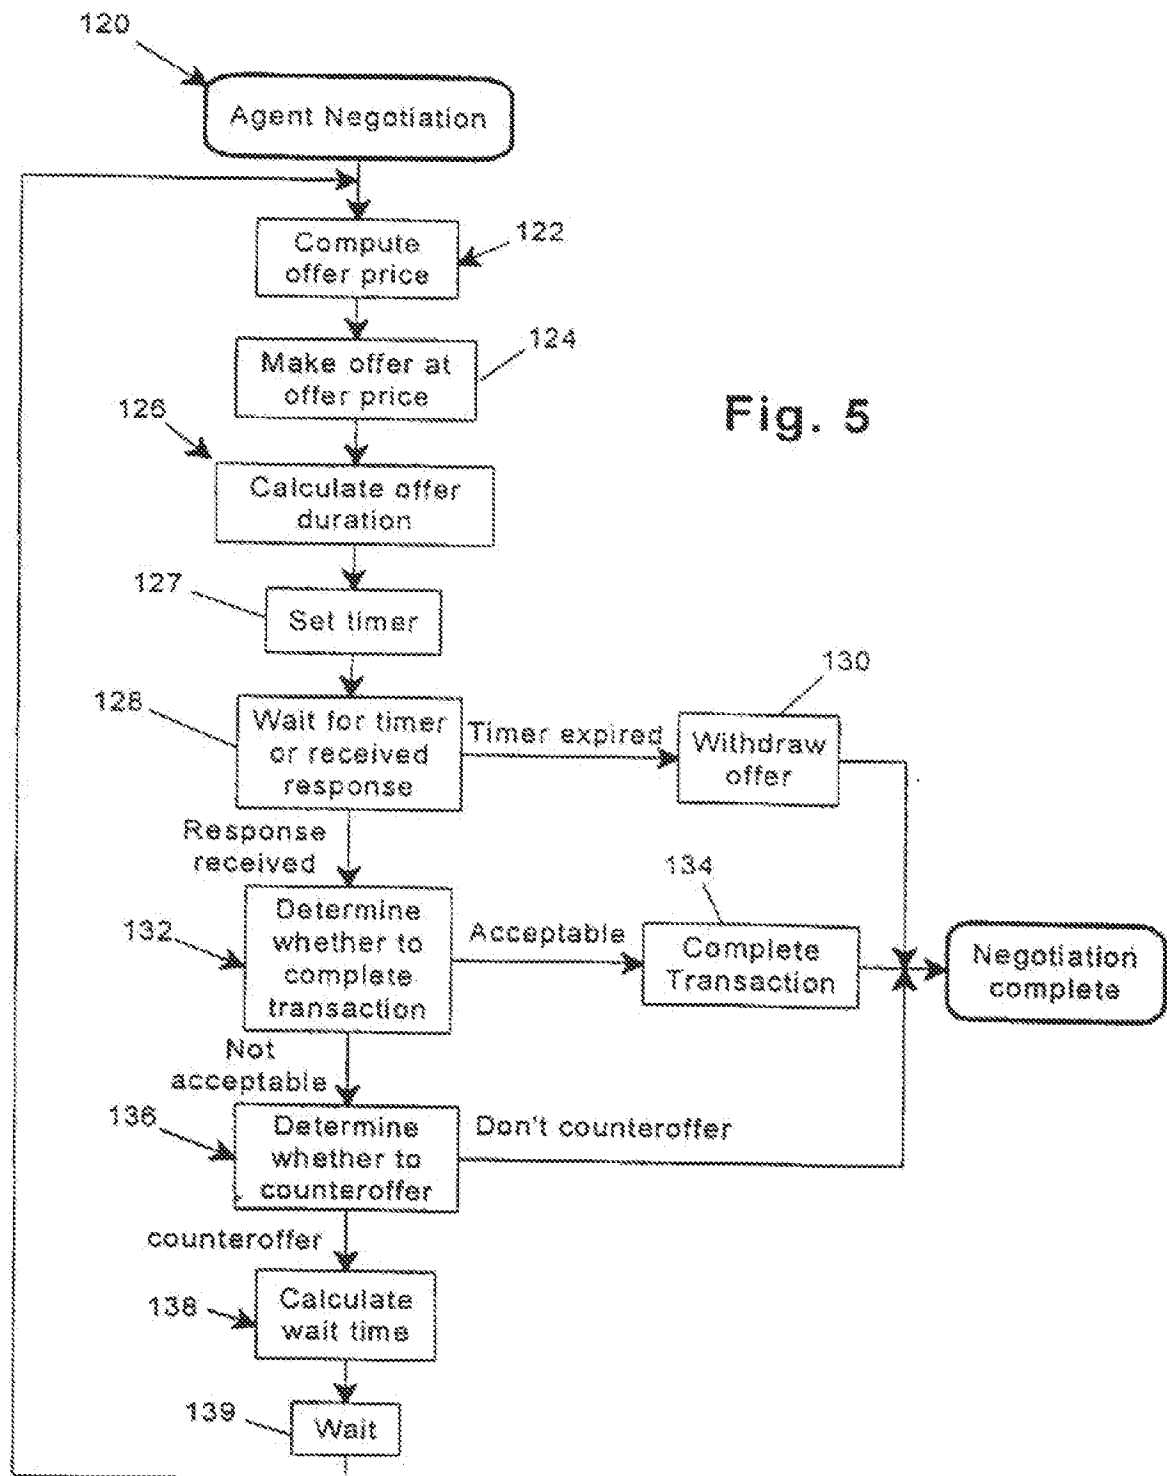 120
Agent Negotiation
Compute
offer price
122
Make offer at
offer price
124
Fig. 5
126
Calculate offer
duration
127
Set timer
130
128
Wait for timer
or received
response
Timer expired
Withdraw
offer
Response
received
134
132
Determine
whether to
complete
transaction
Acceptable
Complete
Transaction
Negotiation
complete
Not
acceptable
136
Determine
whether to
counteroffer
Don't counteroffer
counteroffer
138
Calculate
wait time
139
Wait